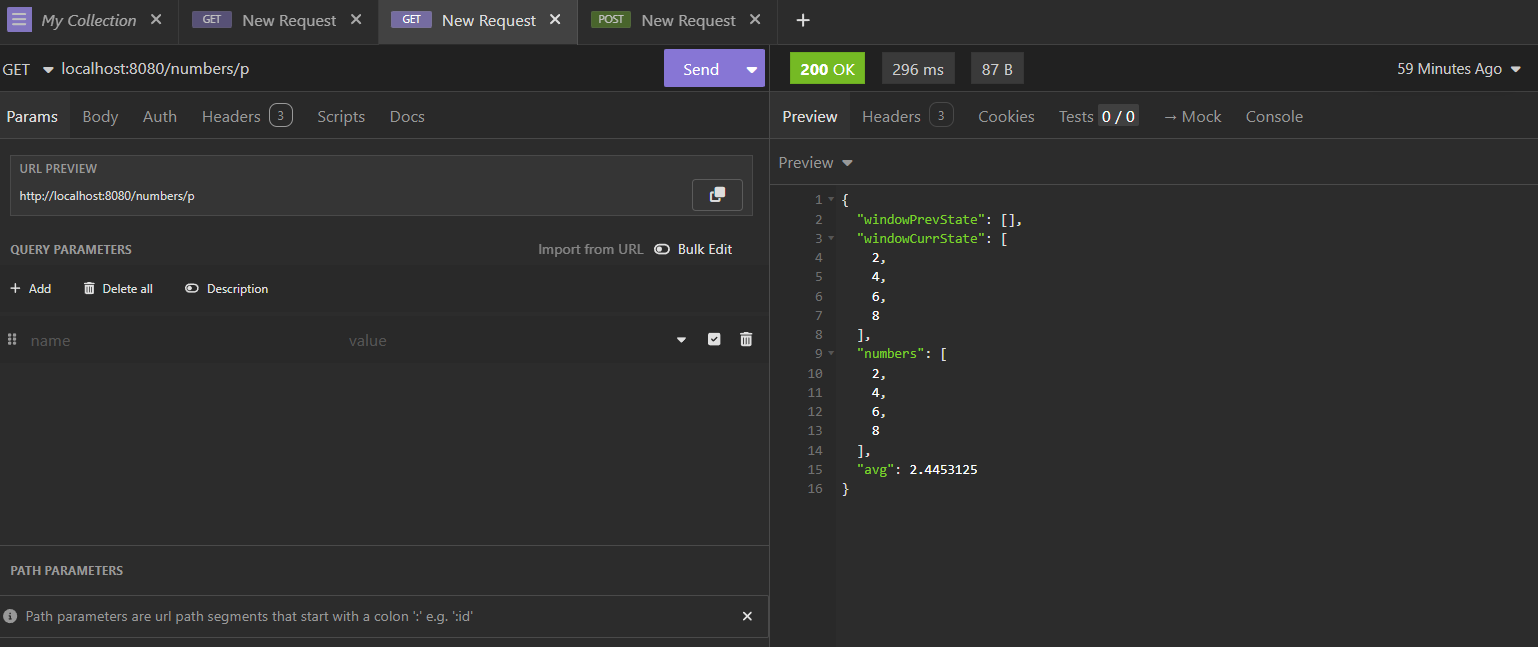 My Collection
GET New Request
GET New Request
POST New Request
GET localhost:8080/numbers/p
Send
200 OK
296 ms
87 B
59 Minutes Ago
Params
Body
Auth
Headers 3
Scripts
Docs
URL PREVIEW
http://localhost:8080/numbers/p
QUERY PARAMETERS
Import from URL
Bulk Edit
+ Add
Delete all
Description
name
value
PATH PARAMETERS
Path parameters are url path segments that start with a colon ':' e.g. ':id'
Preview
Headers 3
Cookies
Tests 0 / 0
→ Mock
Console
Preview
1 {
2 "windowPrevState": [],
3 "windowCurrState": [
4 2,
5 4,
6 6,
7 8
8 ],
9 "numbers": [
10 2,
11 4,
12 6,
13 8
14 ],
15 "avg": 2.4453125
16 }